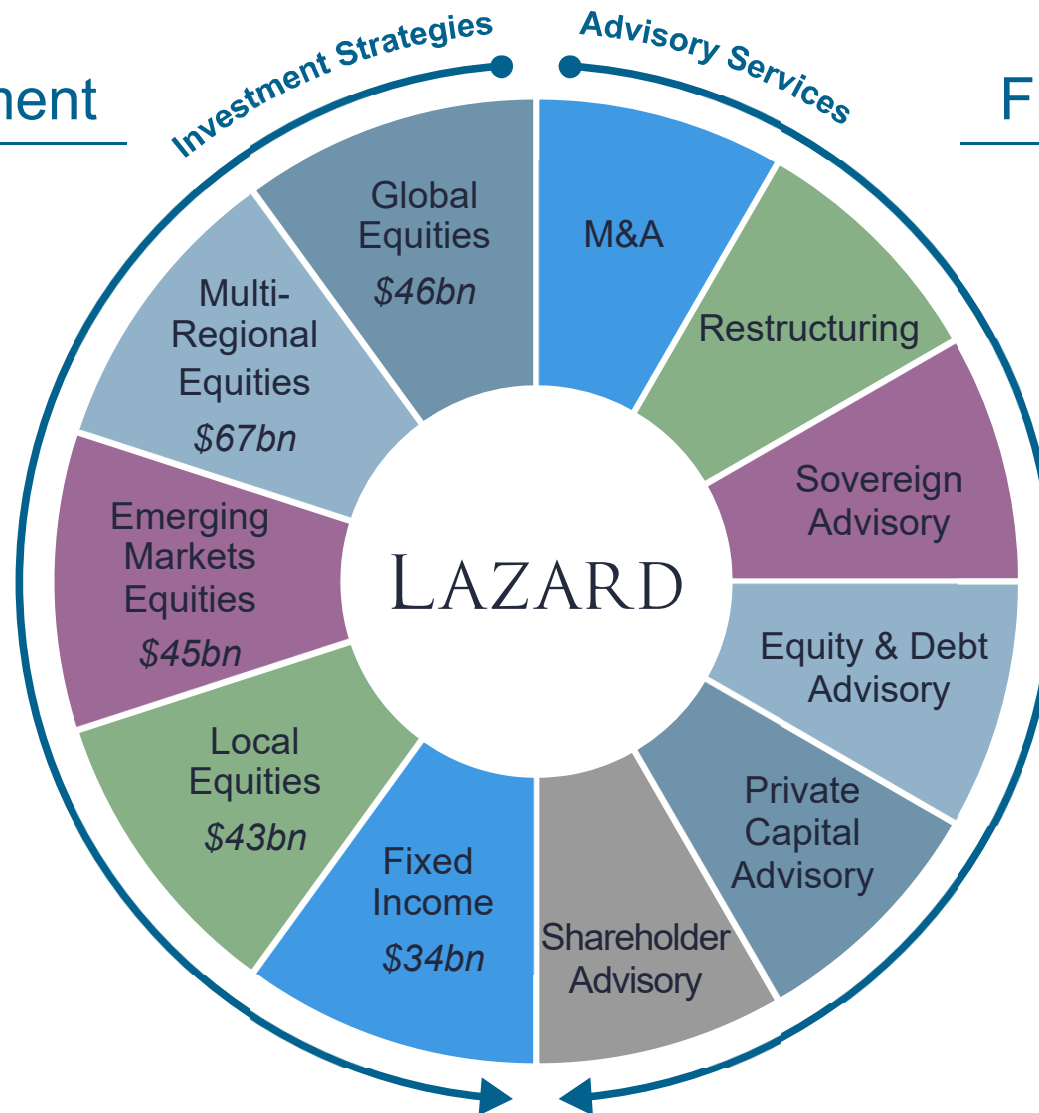 Investment Strategies
Advisory Services
Global
Equities
$46bn
M&A
Multi-
Regional
Equities
$67bn
Restructuring
Emerging
Markets
Equities
$45bn
Sovereign
Advisory
LAZARD
Local
Equities
$43bn
Equity & Debt
Advisory
Fixed
Income
$34bn
Private
Capital
Advisory
Shareholder
Advisory